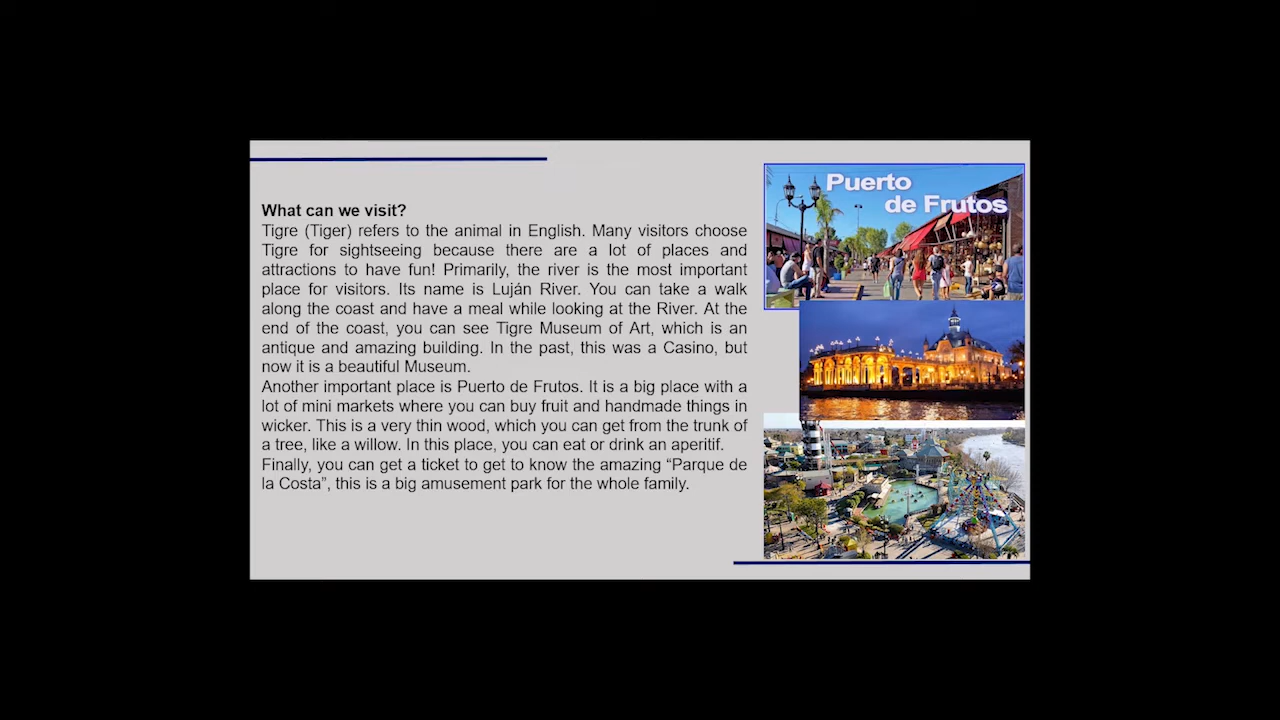 What can we visit?
Tigre (Tiger) refers to the animal in English. Many visitors choose
Tigre for sightseeing because there are a lot of places and
attractions to have fun! Primarily, the river is the most important
place for visitors. Its name is Luján River. You can take a walk
along the coast and have a meal while looking at the River. At the
end of the coast, you can see Tigre Museum of Art, which is an
antique and amazing building. In the past, this was a Casino, but
now it is a beautiful Museum.
Another important place is Puerto de Frutos. It is a big place with a
lot of mini markets where you can buy fruit and handmade things in
wicker. This is a very thin wood, which you can get from the trunk of
a tree, like a willow. In this place, you can eat or drink an aperitif.
Finally, you can get a ticket to get to know the amazing “Parque de
la Costa”, this is a big amusement park for the whole family.
Puerto
de Frutos